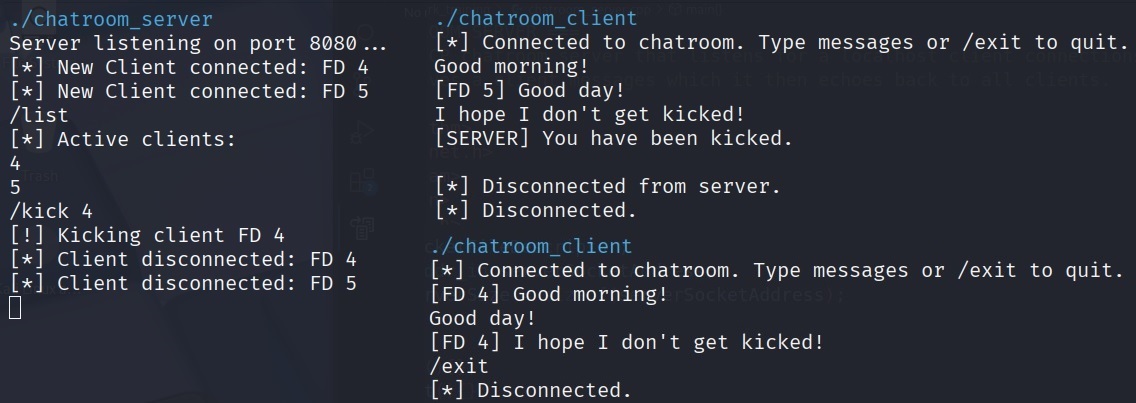 ./chatroom_server
Server listening on port 8080...
[*] New Client connected: FD 4
[*] New Client connected: FD 5
/list
[*] Active clients:
4
5
/kick 4
[!] Kicking client FD 4
[*] Client disconnected: FD 4
[*] Client disconnected: FD 5
./chatroom_client
[*] Connected to chatroom. Type messages or /exit to quit.
Good morning!
[FD 5] Good day!
I hope I don't get kicked!
[SERVER] You have been kicked.
[*] Disconnected from server.
[*] Disconnected.
./chatroom_client
[*] Connected to chatroom. Type messages or /exit to quit.
[FD 4] Good morning!
Good day!
[FD 4] I hope I don't get kicked!
/exit
[*] Disconnected.